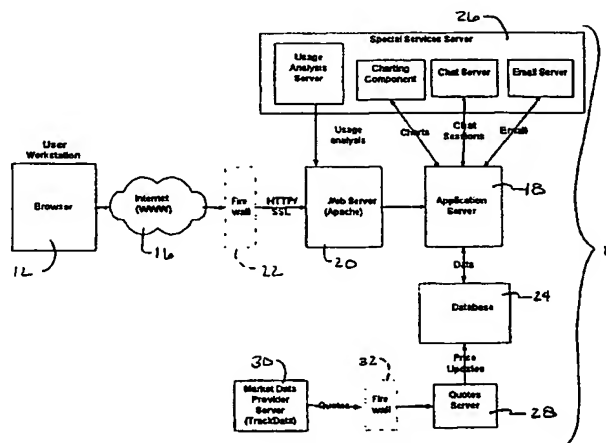 26
Special Services Server
Usage
Analysis
Server
Charting
Component
Chat Server
Email Server
Usage
analysis
Charts
Chat
Sessions
Email
User
Workstation
Browser
12
Internet
(WWW)
16
Fire
wall
22
HTTP/
SSL
Web Server
(Apache)
20
Application
Server
18
Data
Database
24
Price
Updates
30
Market Data
Provider
Server
(TrackData)
Quotes
32
Fire
wall
Quotes
Server
28